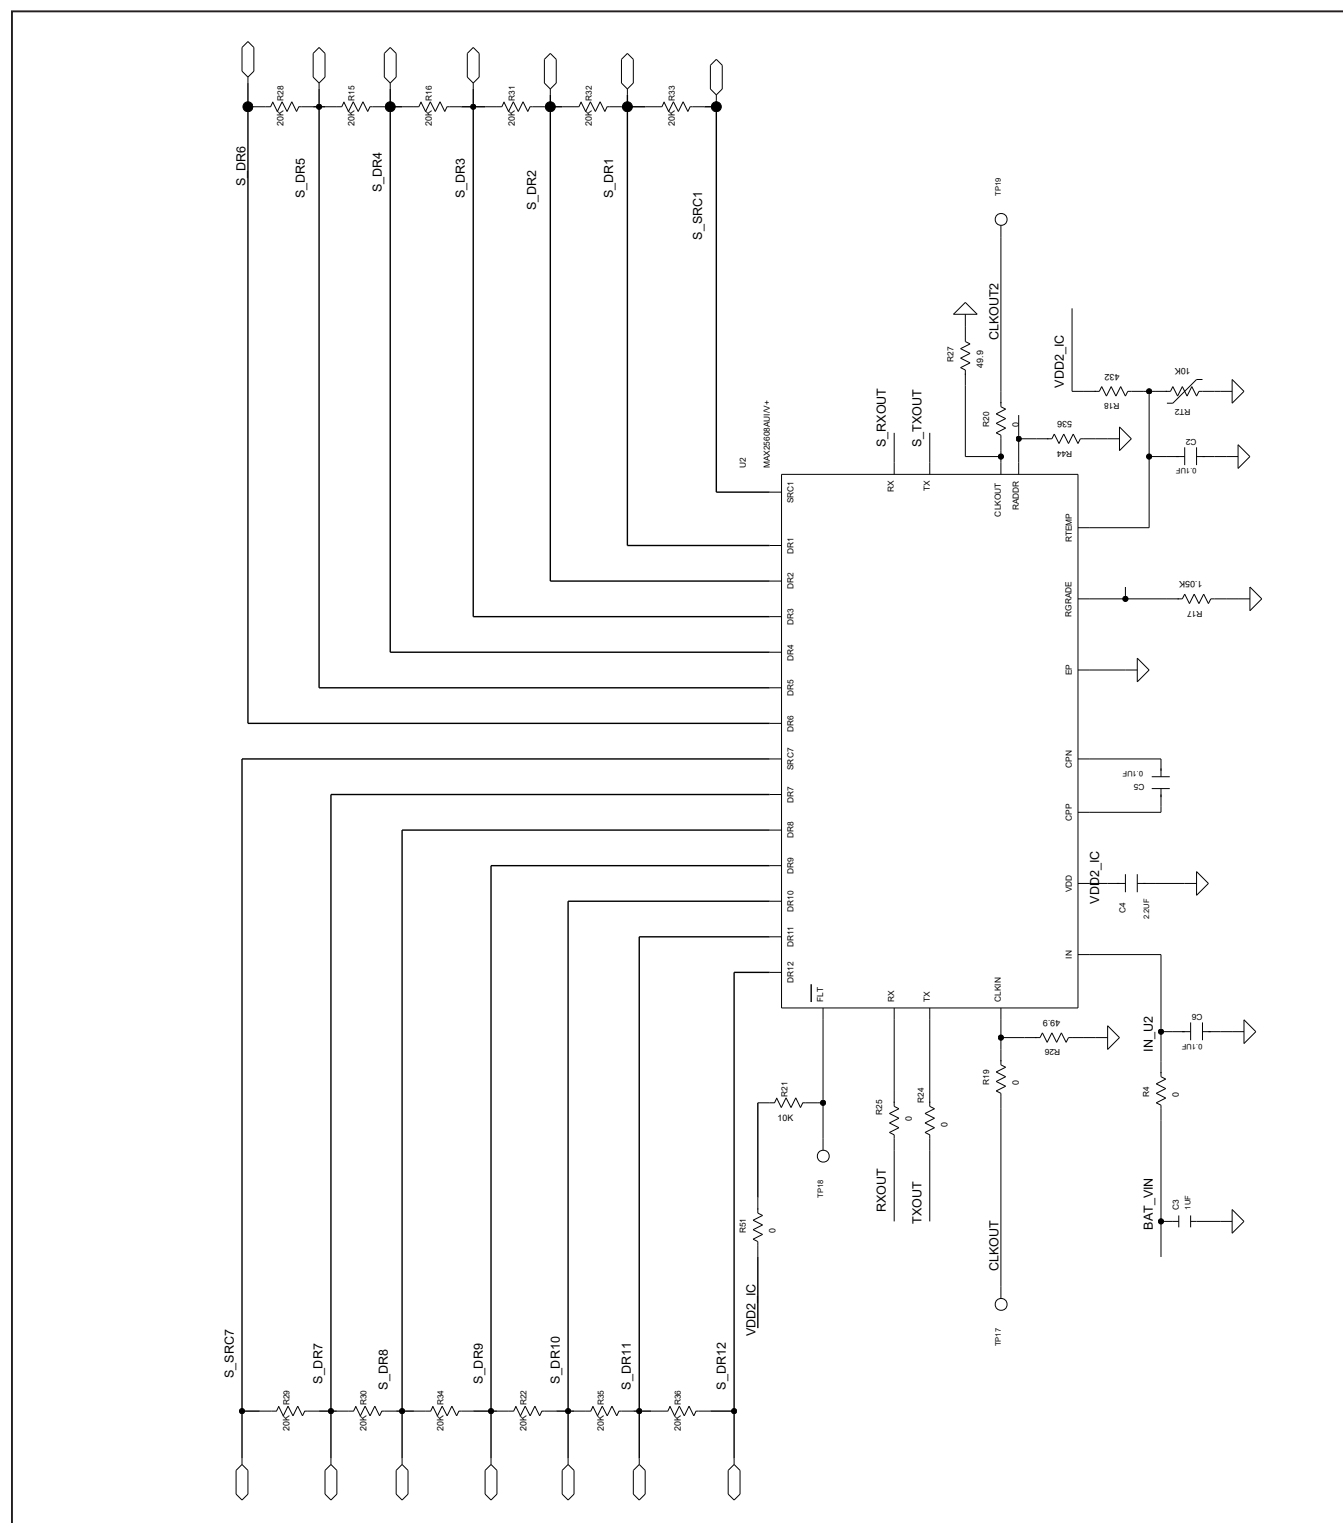 R28
20K
R15
20K
R16
20K
R31
20K
R32
20K
R33
20K
S_DR6
S_DR5
S_DR4
S_DR3
S_DR2
S_DR1
S_SRC1
TP19
CLKOUT2
R27
49.9
VDD2_IC
432
R18
10K
RT2
R20
0
536
R44
C2
0.1UF
S_RXOUT
S_TXOUT
U2
MAX25608AUI/V+
SRC1
DR1
DR2
DR3
DR4
DR5
DR6
SRC7
DR7
DR8
DR9
DR10
DR11
DR12
RX
TX
CLKOUT
RADDR
RTEMP
RGRADE
EP
CPN
CPP
VDD
IN
FLT
RX
TX
CLKIN
1.05K
R17
0.1UF
C5
VDD2_IC
C4
2.2UF
IN_U2
C6
0.1UF
R4
0
BAT_VIN
C3
1UF
49.9
R26
R19
0
R21
10K
R25
0
R24
0
TP18
RXOUT
TXOUT
CLKOUT
TP17
R51
0
VDD2_IC
S_SRC7
S_DR7
S_DR8
S_DR9
S_DR10
S_DR11
S_DR12
R29
20K
R30
20K
R34
20K
R22
20K
R35
20K
R36
20K